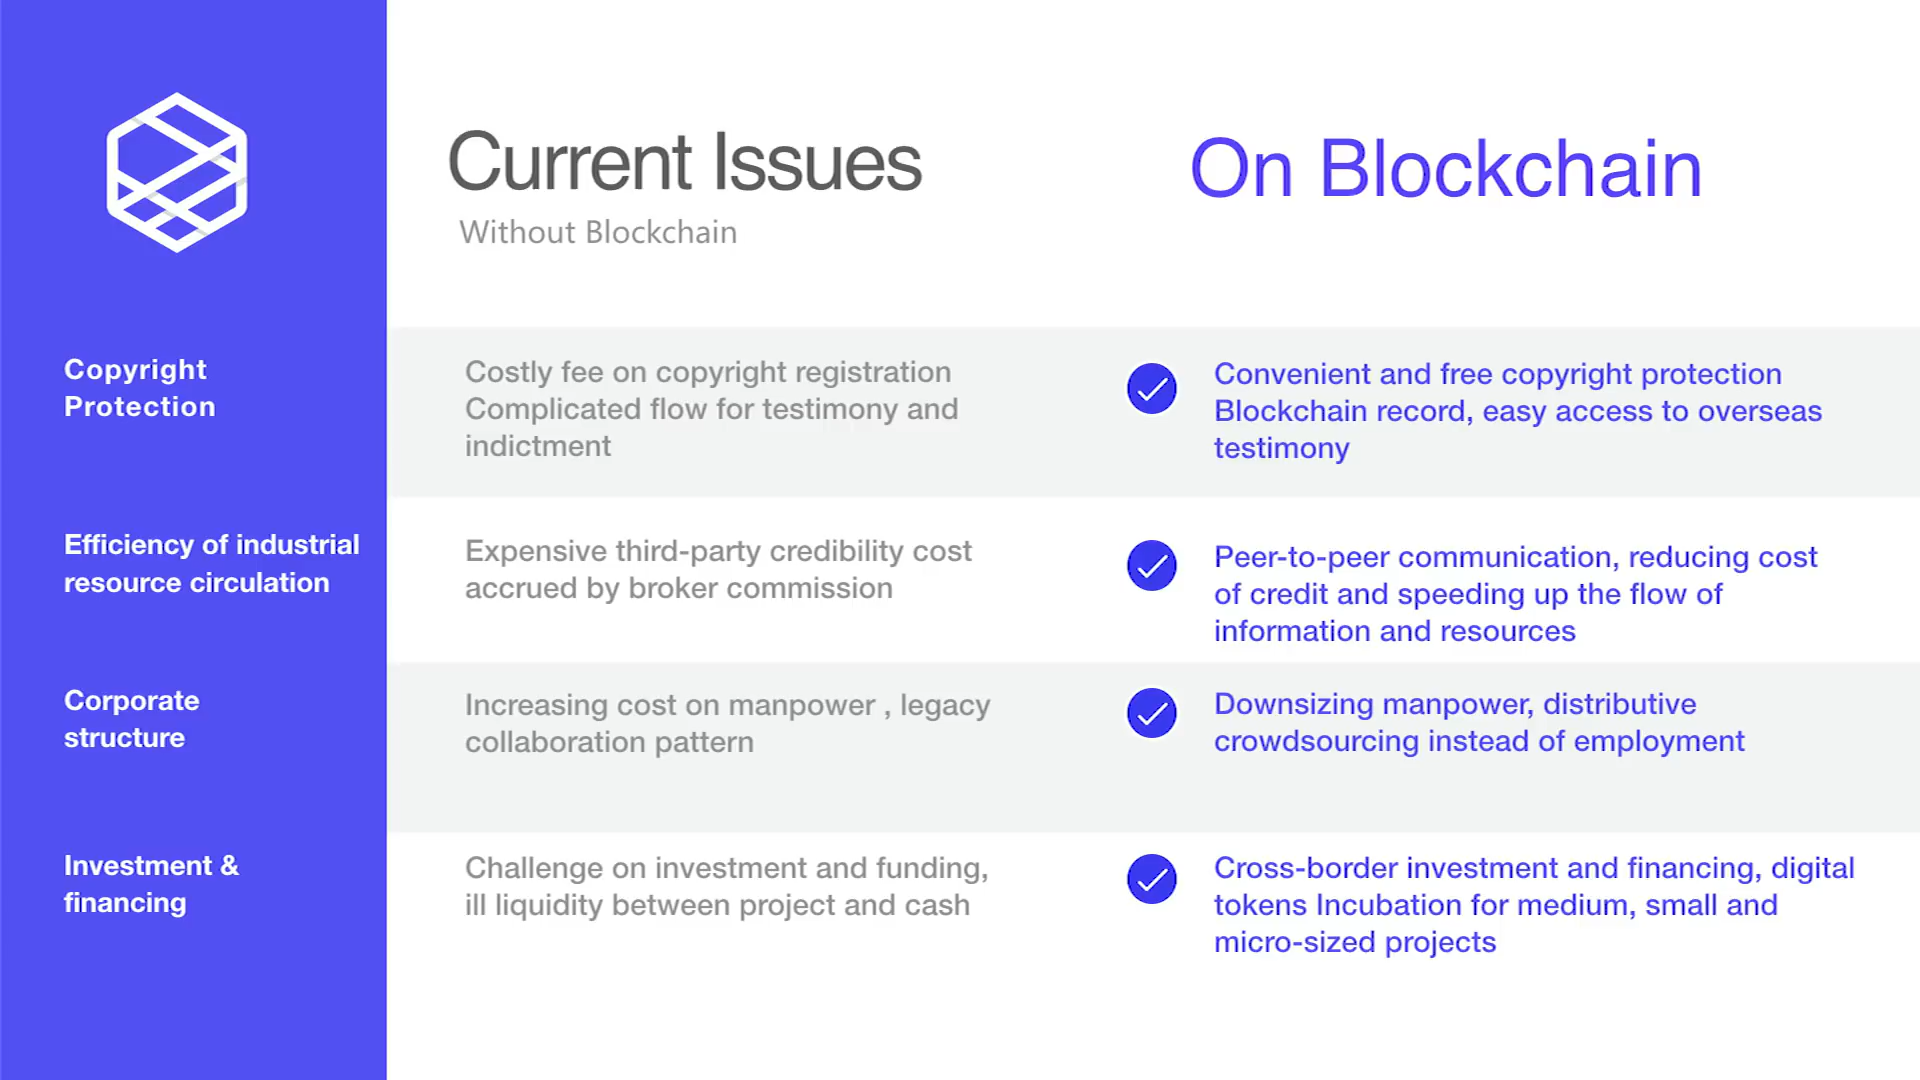 Current Issues
Without Blockchain
On Blockchain
Copyright
Protection
Costly fee on copyright registration
Complicated flow for testimony and
indictment
Convenient and free copyright protection
Blockchain record, easy access to overseas
testimony
Efficiency of industrial
resource circulation
Expensive third-party credibility cost
accrued by broker commission
Peer-to-peer communication, reducing cost
of credit and speeding up the flow of
information and resources
Corporate
structure
Increasing cost on manpower , legacy
collaboration pattern
Downsizing manpower, distributive
crowdsourcing instead of employment
Investment &
financing
Challenge on investment and funding,
ill liquidity between project and cash
Cross-border investment and financing, digital
tokens Incubation for medium, small and
micro-sized projects